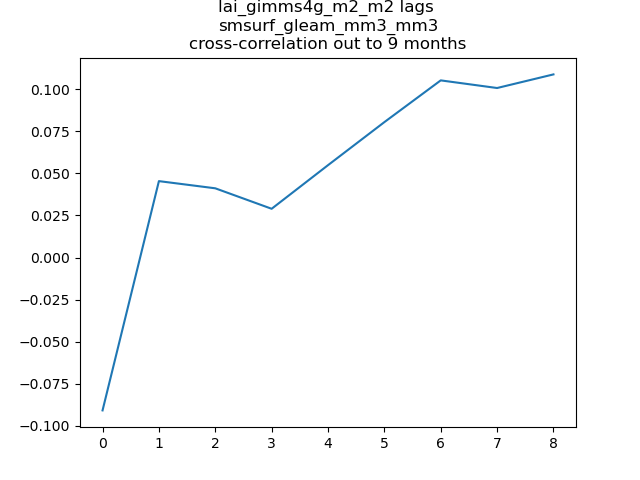 lai_gimms4g_m2_m2 lags
smsurf_gleam_mm3_mm3
cross-correlation out to 9 months
0.100
0.075
0.050
0.025
0.000
−0.025
−0.050
−0.075
−0.100
0 1 2 3 4 5 6 7 8